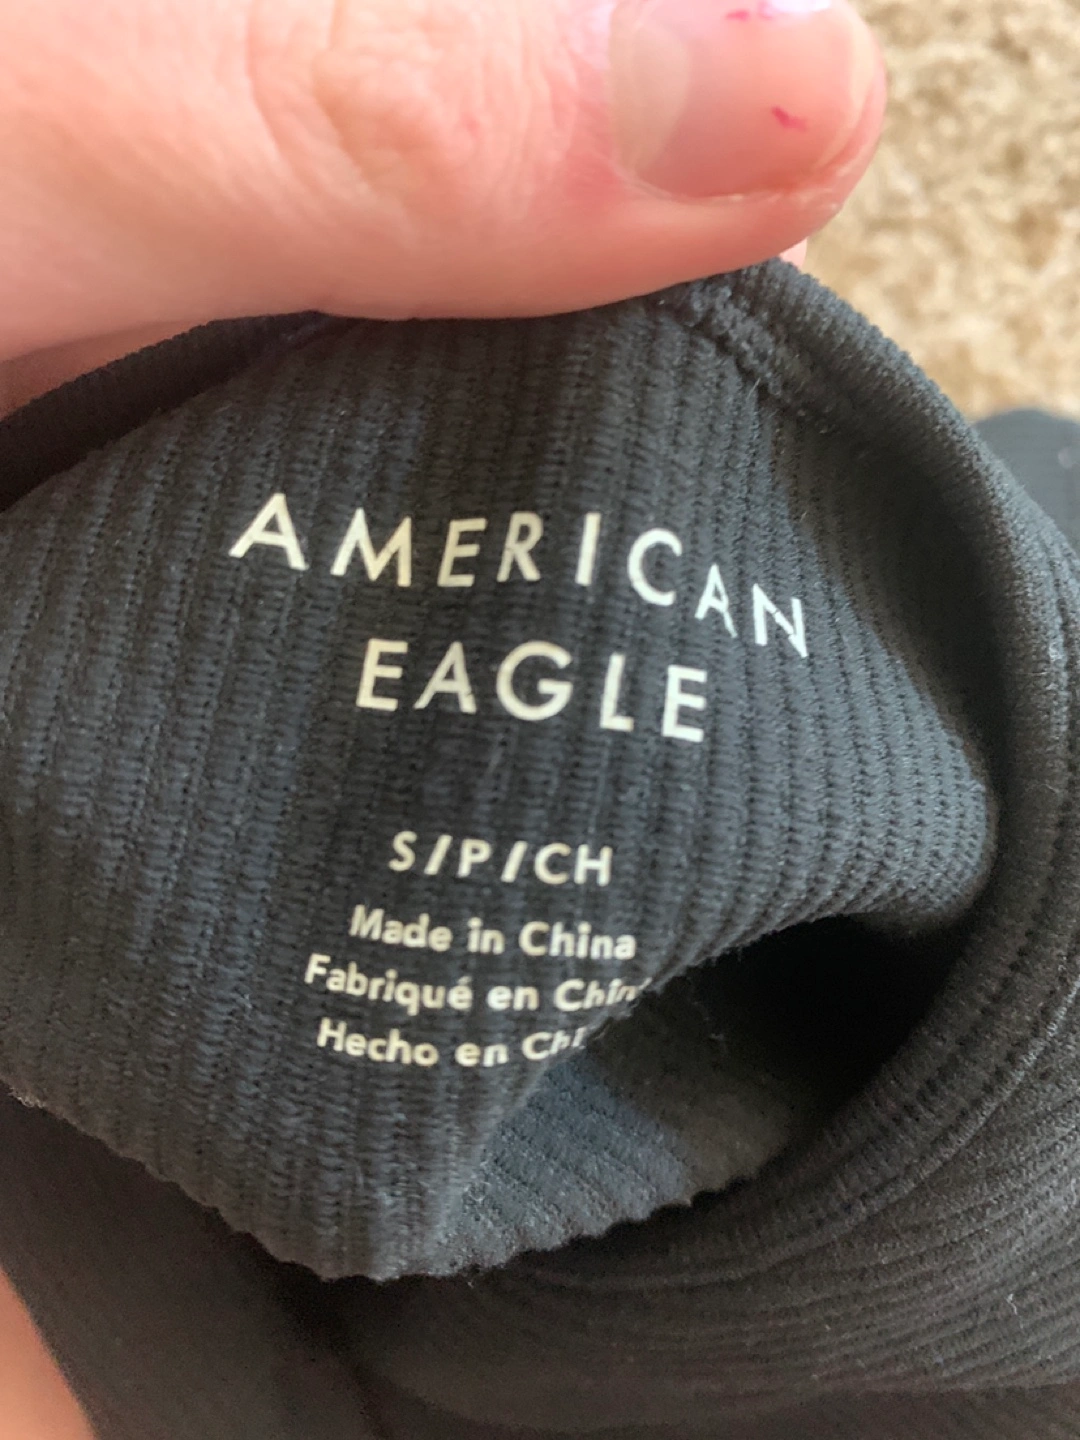 AMERICAN
EAGLE
S/P/CH
Made in China
Fabriqué en
Hecho en